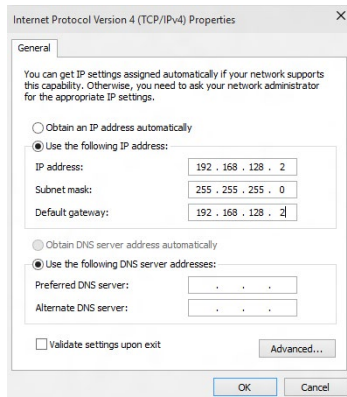 Internet Protocol Version 4 (TCP/IPv4) Properties
General
You can get IP settings assigned automatically if your network supports
this capability. Otherwise, you need to ask your network administrator
for the appropriate IP settings.
Obtain an IP address automatically
Use the following IP address:
IP address: 192 . 168 . 128 . 2
Subnet mask: 255 . 255 . 255 . 0
Default gateway: 192 . 168 . 128 . 2
Obtain DNS server address automatically
Use the following DNS server addresses:
Preferred DNS server: . . .
Alternate DNS server: . . .
Validate settings upon exit
Advanced...
OK Cancel